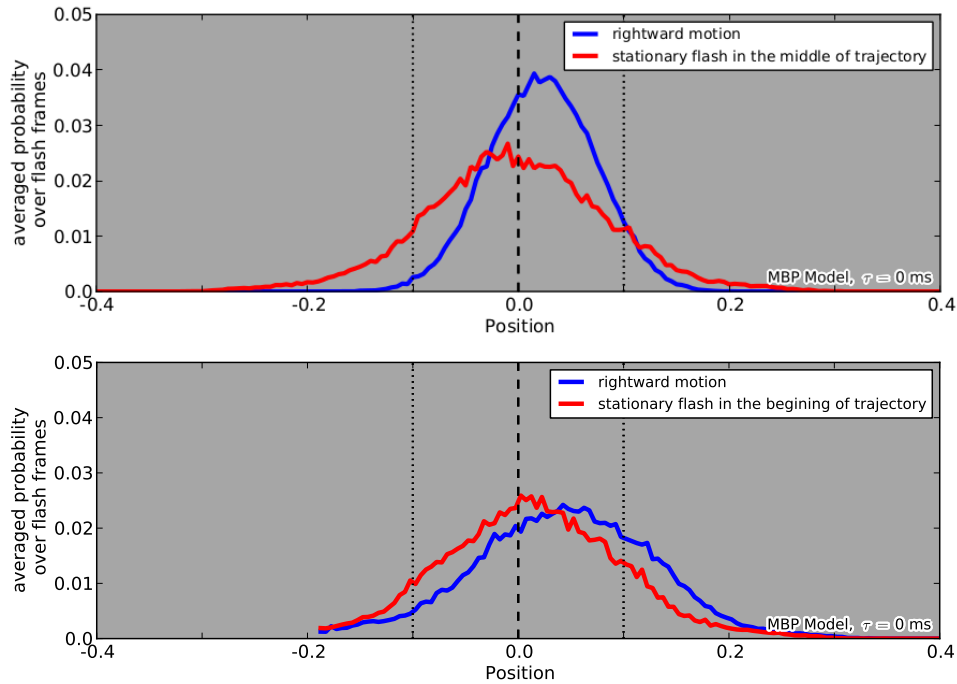 0.05
0.04
0.03
0.02
0.01
0.0
averaged probability
over flash frames
rightward motion
stationary flash in the middle of trajectory
MBP Model, τ = 0 ms
-0.4
-0.2
0.0
0.2
0.4
Position
0.05
0.04
0.03
0.02
0.01
0.0
averaged probability
over flash frames
rightward motion
stationary flash in the begining of trajectory
MBP Model, τ = 0 ms
-0.4
-0.2
0.0
0.2
0.4
Position